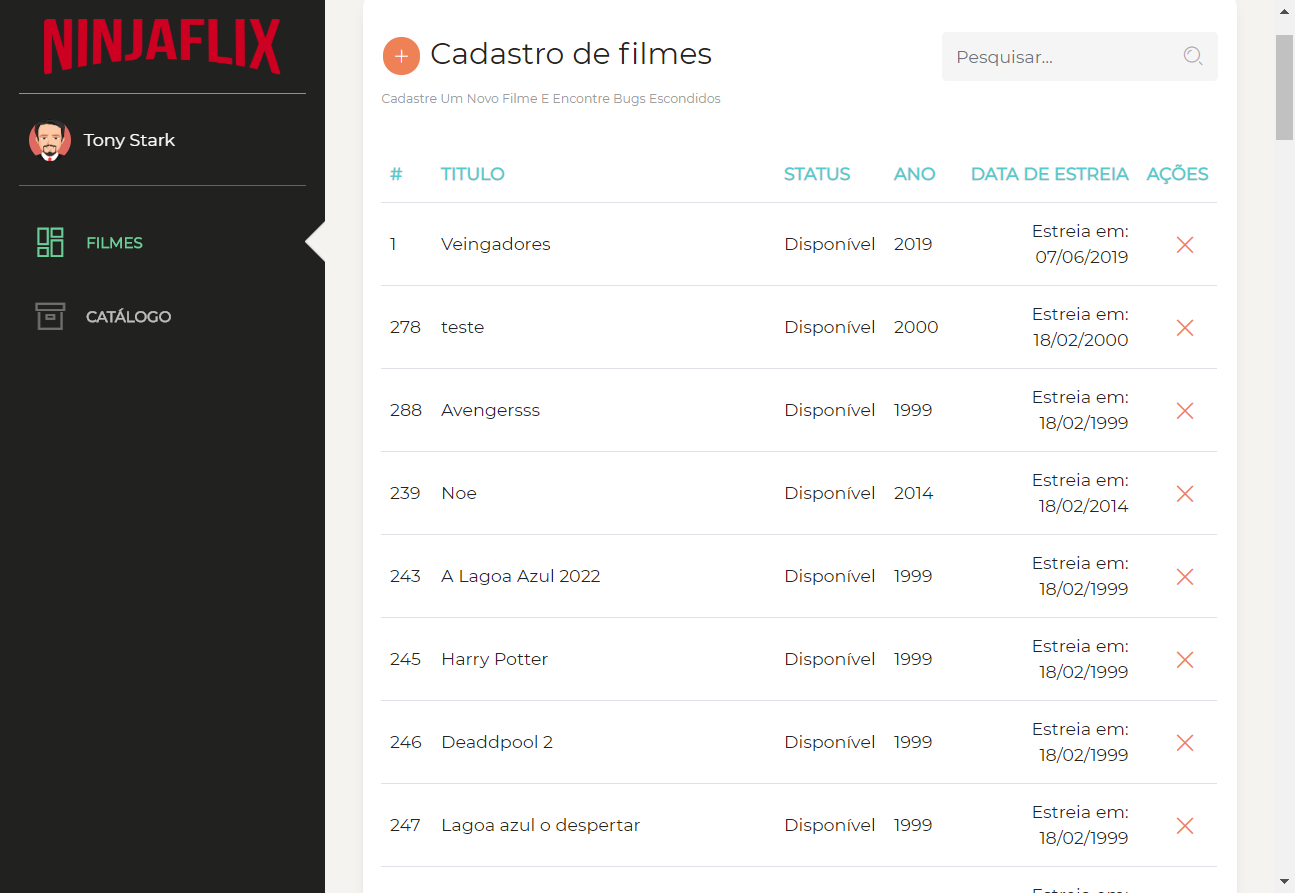 NINJAFLIX
Tony Stark
FILMES
CATÁLOGO
+ Cadastro de filmes
Pesquisar...
Cadastre Um Novo Filme E Encontre Bugs Escondidos
# TITULO STATUS ANO DATA DE ESTREIA AÇÕES
1 Veingadores Disponível 2019 Estreia em:
07/06/2019
278 teste Disponível 2000 Estreia em:
18/02/2000
288 Avengersss Disponível 1999 Estreia em:
18/02/1999
239 Noe Disponível 2014 Estreia em:
18/02/2014
243 A Lagoa Azul 2022 Disponível 1999 Estreia em:
18/02/1999
245 Harry Potter Disponível 1999 Estreia em:
18/02/1999
246 Deaddpool 2 Disponível 1999 Estreia em:
18/02/1999
247 Lagoa azul o despertar Disponível 1999 Estreia em:
18/02/1999